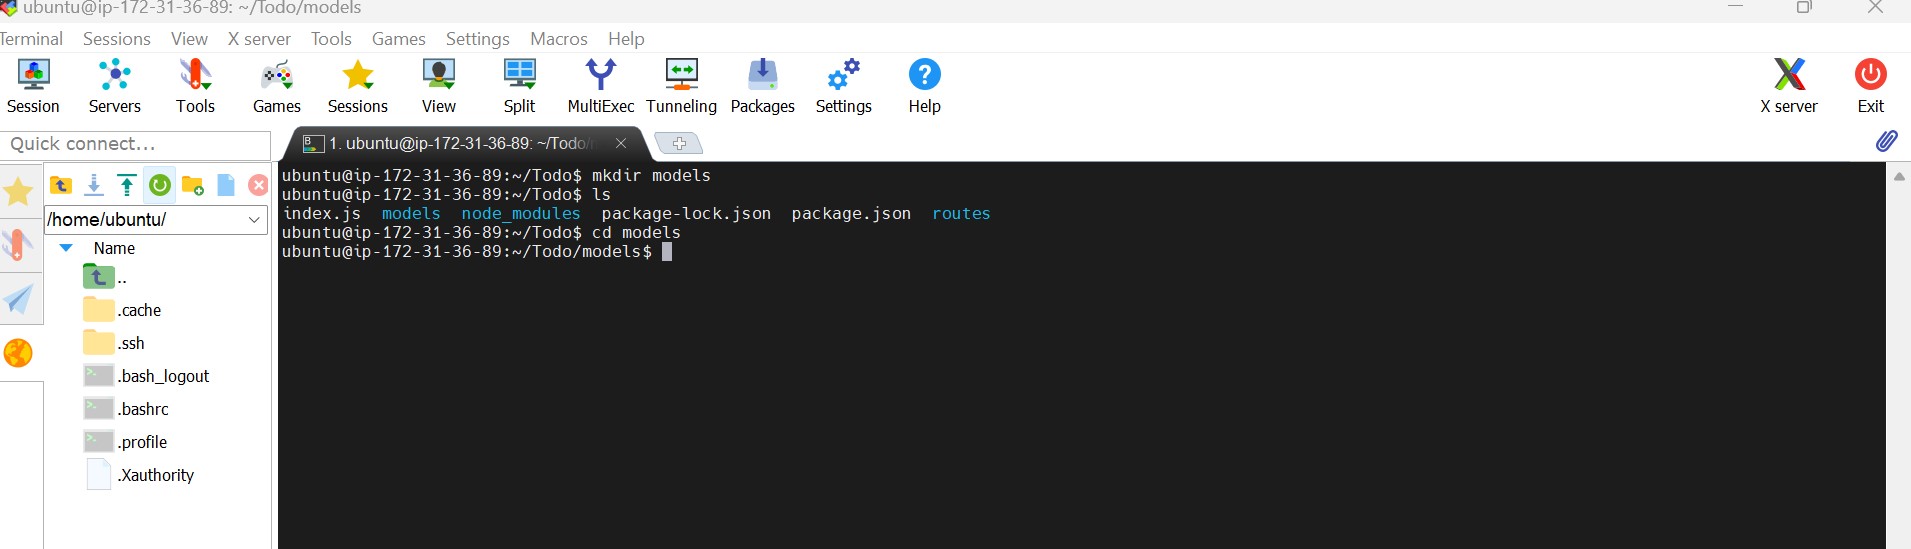 ubuntu@ip-172-31-36-89: ~/Todo/models
Terminal Sessions View X server Tools Games Settings Macros Help
Session Servers Tools Games Sessions View Split MultiExec Tunneling Packages Settings Help X server Exit
Quick connect...
1. ubuntu@ip-172-31-36-89: ~/Todo/
/home/ubuntu/
Name
..
.cache
.ssh
.bash_logout
.bashrc
.profile
.Xauthority
ubuntu@ip-172-31-36-89:~/Todo$ mkdir models
ubuntu@ip-172-31-36-89:~/Todo$ ls
index.js models node_modules package-lock.json package.json routes
ubuntu@ip-172-31-36-89:~/Todo$ cd models
ubuntu@ip-172-31-36-89:~/Todo/models$